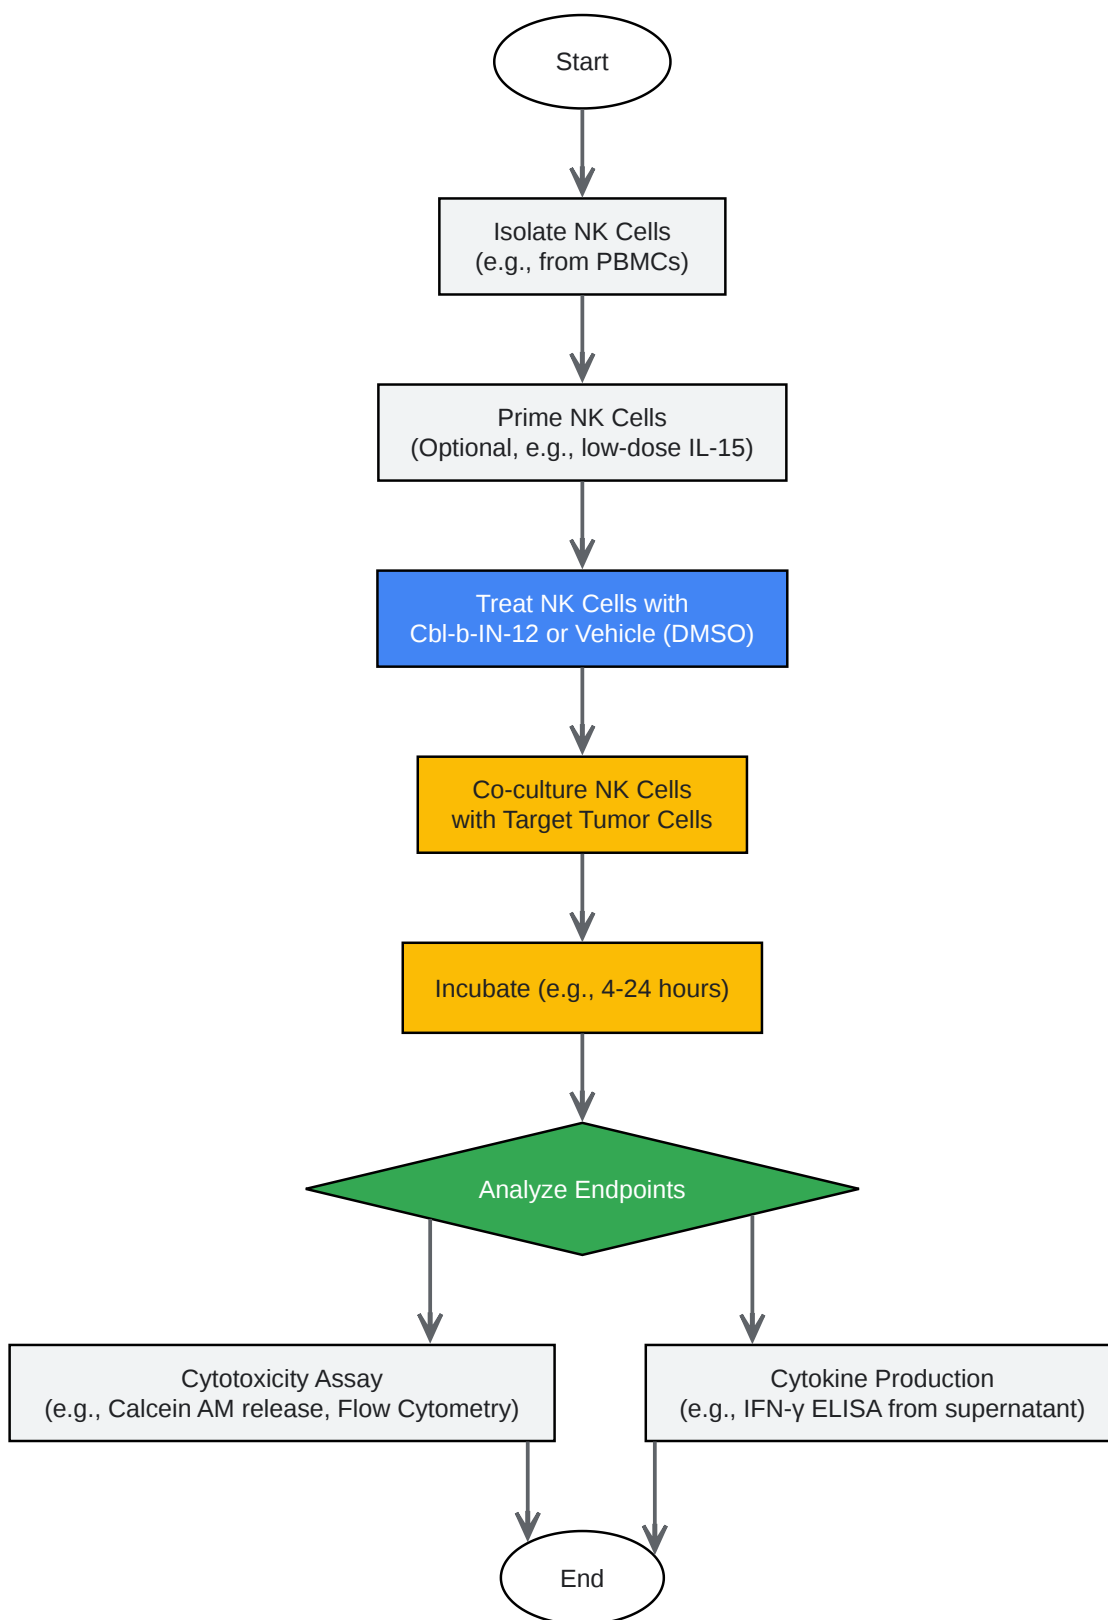 Start
Isolate NK Cells
(e.g., from PBMCs)
Prime NK Cells
(Optional, e.g., low-dose IL-15)
Treat NK Cells with
Cbl-b-IN-12 or Vehicle (DMSO)
Co-culture NK Cells
with Target Tumor Cells
Incubate (e.g., 4-24 hours)
Analyze Endpoints
Cytotoxicity Assay
(e.g., Calcein AM release, Flow Cytometry)
Cytokine Production
(e.g., IFN-γ ELISA from supernatant)
End